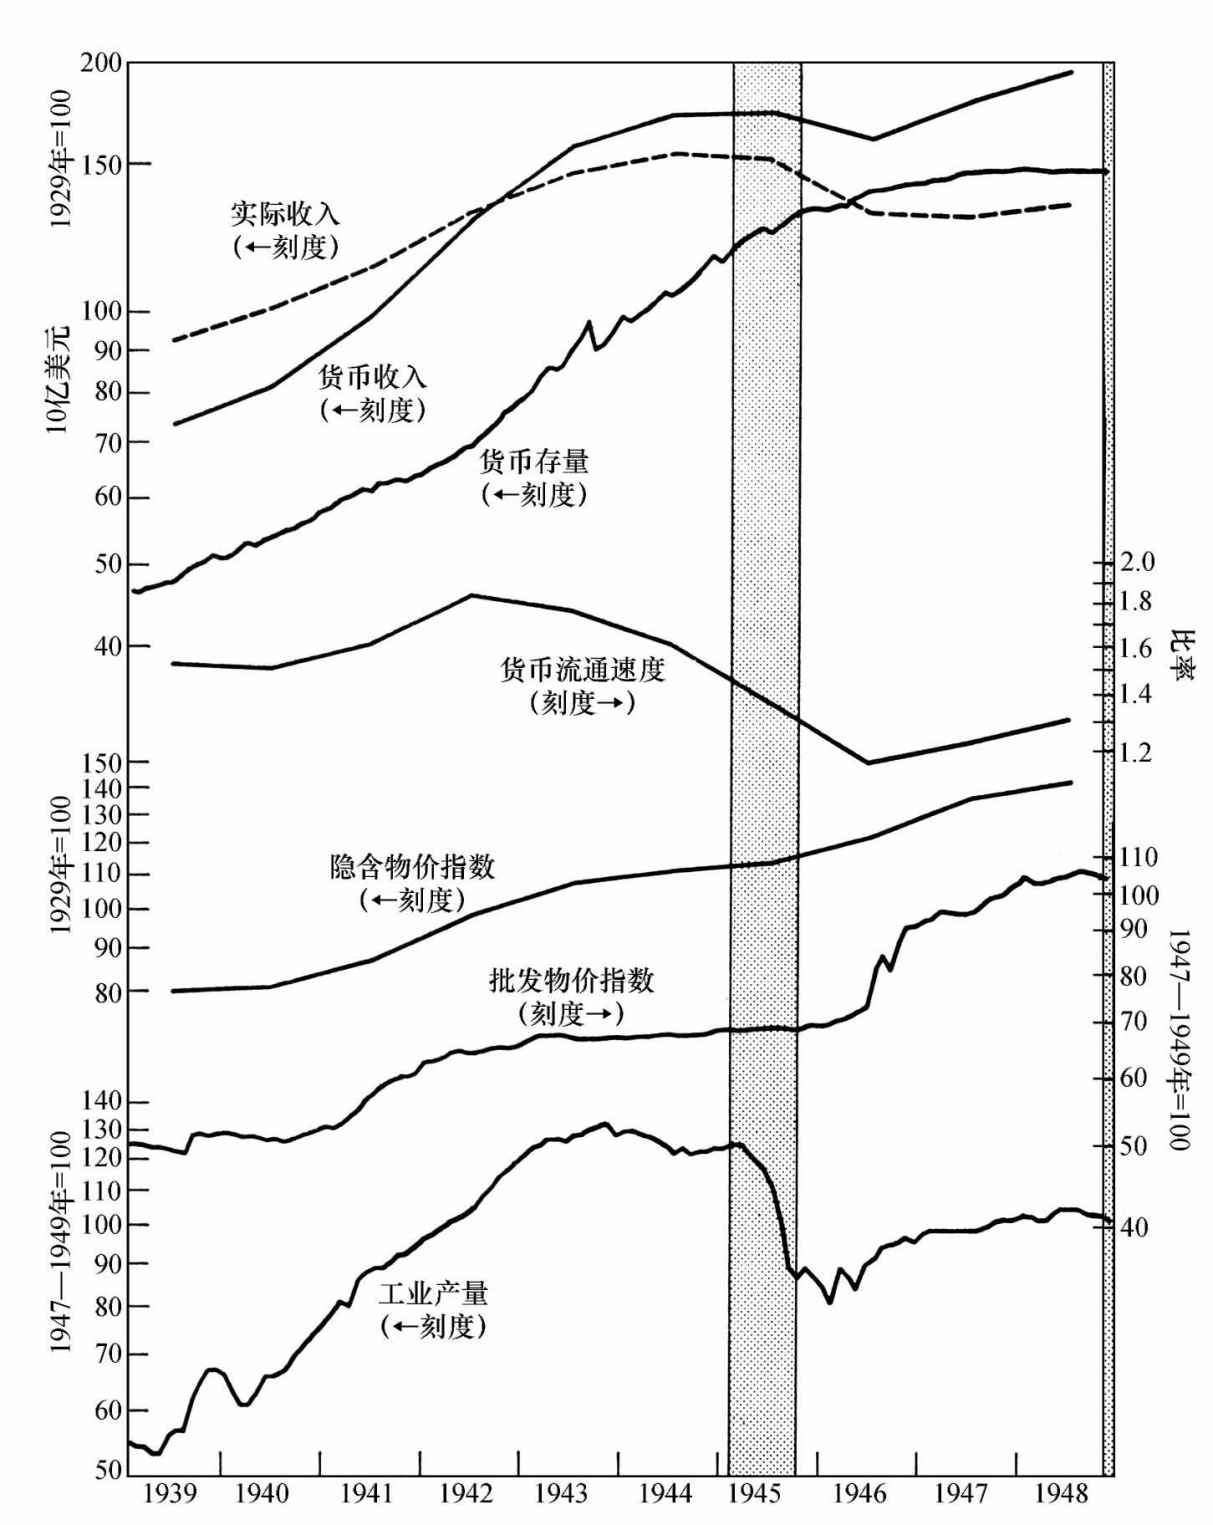 200
150
100
90
80
70
60
50
40
1929年=100
10亿美元
实际收入
(←刻度)
货币收入
(←刻度)
货币存量
(←刻度)
2.0
1.8
1.6
1.4
1.2
比率
货币流通速度
(刻度→)
150
140
130
120
110
100
90
80
1929年=100
隐含物价指数
(←刻度)
批发物价指数
(刻度→)
110
100
90
80
70
60
50
40
1947—1949年=100
140
130
120
110
100
90
80
70
60
50
1947—1949年=100
工业产量
(←刻度)
1939 1940 1941 1942 1943 1944 1945 1946 1947 1948